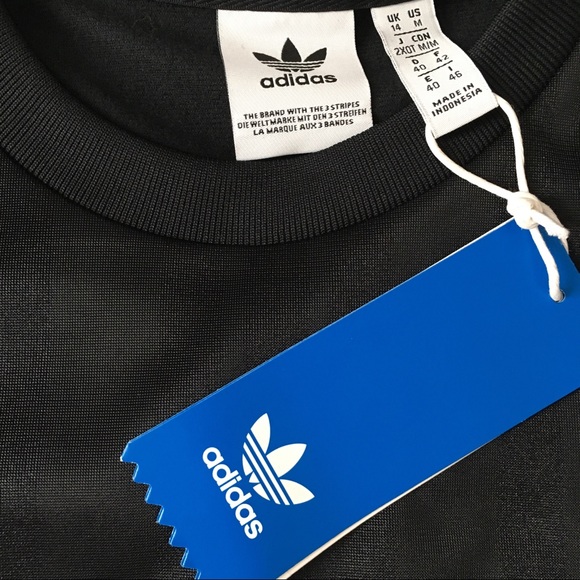 adidas
THE BRAND WITH THE 3 STRIPES
DIE WELTMARKE MIT DEN 3 STREIFEN
LA MARQUE AUX 3 BANDES
UK US
14 M
J CDN
2XOT M/M
D F
40 42
E I
40 46
MADE IN
INDONESIA
adidas